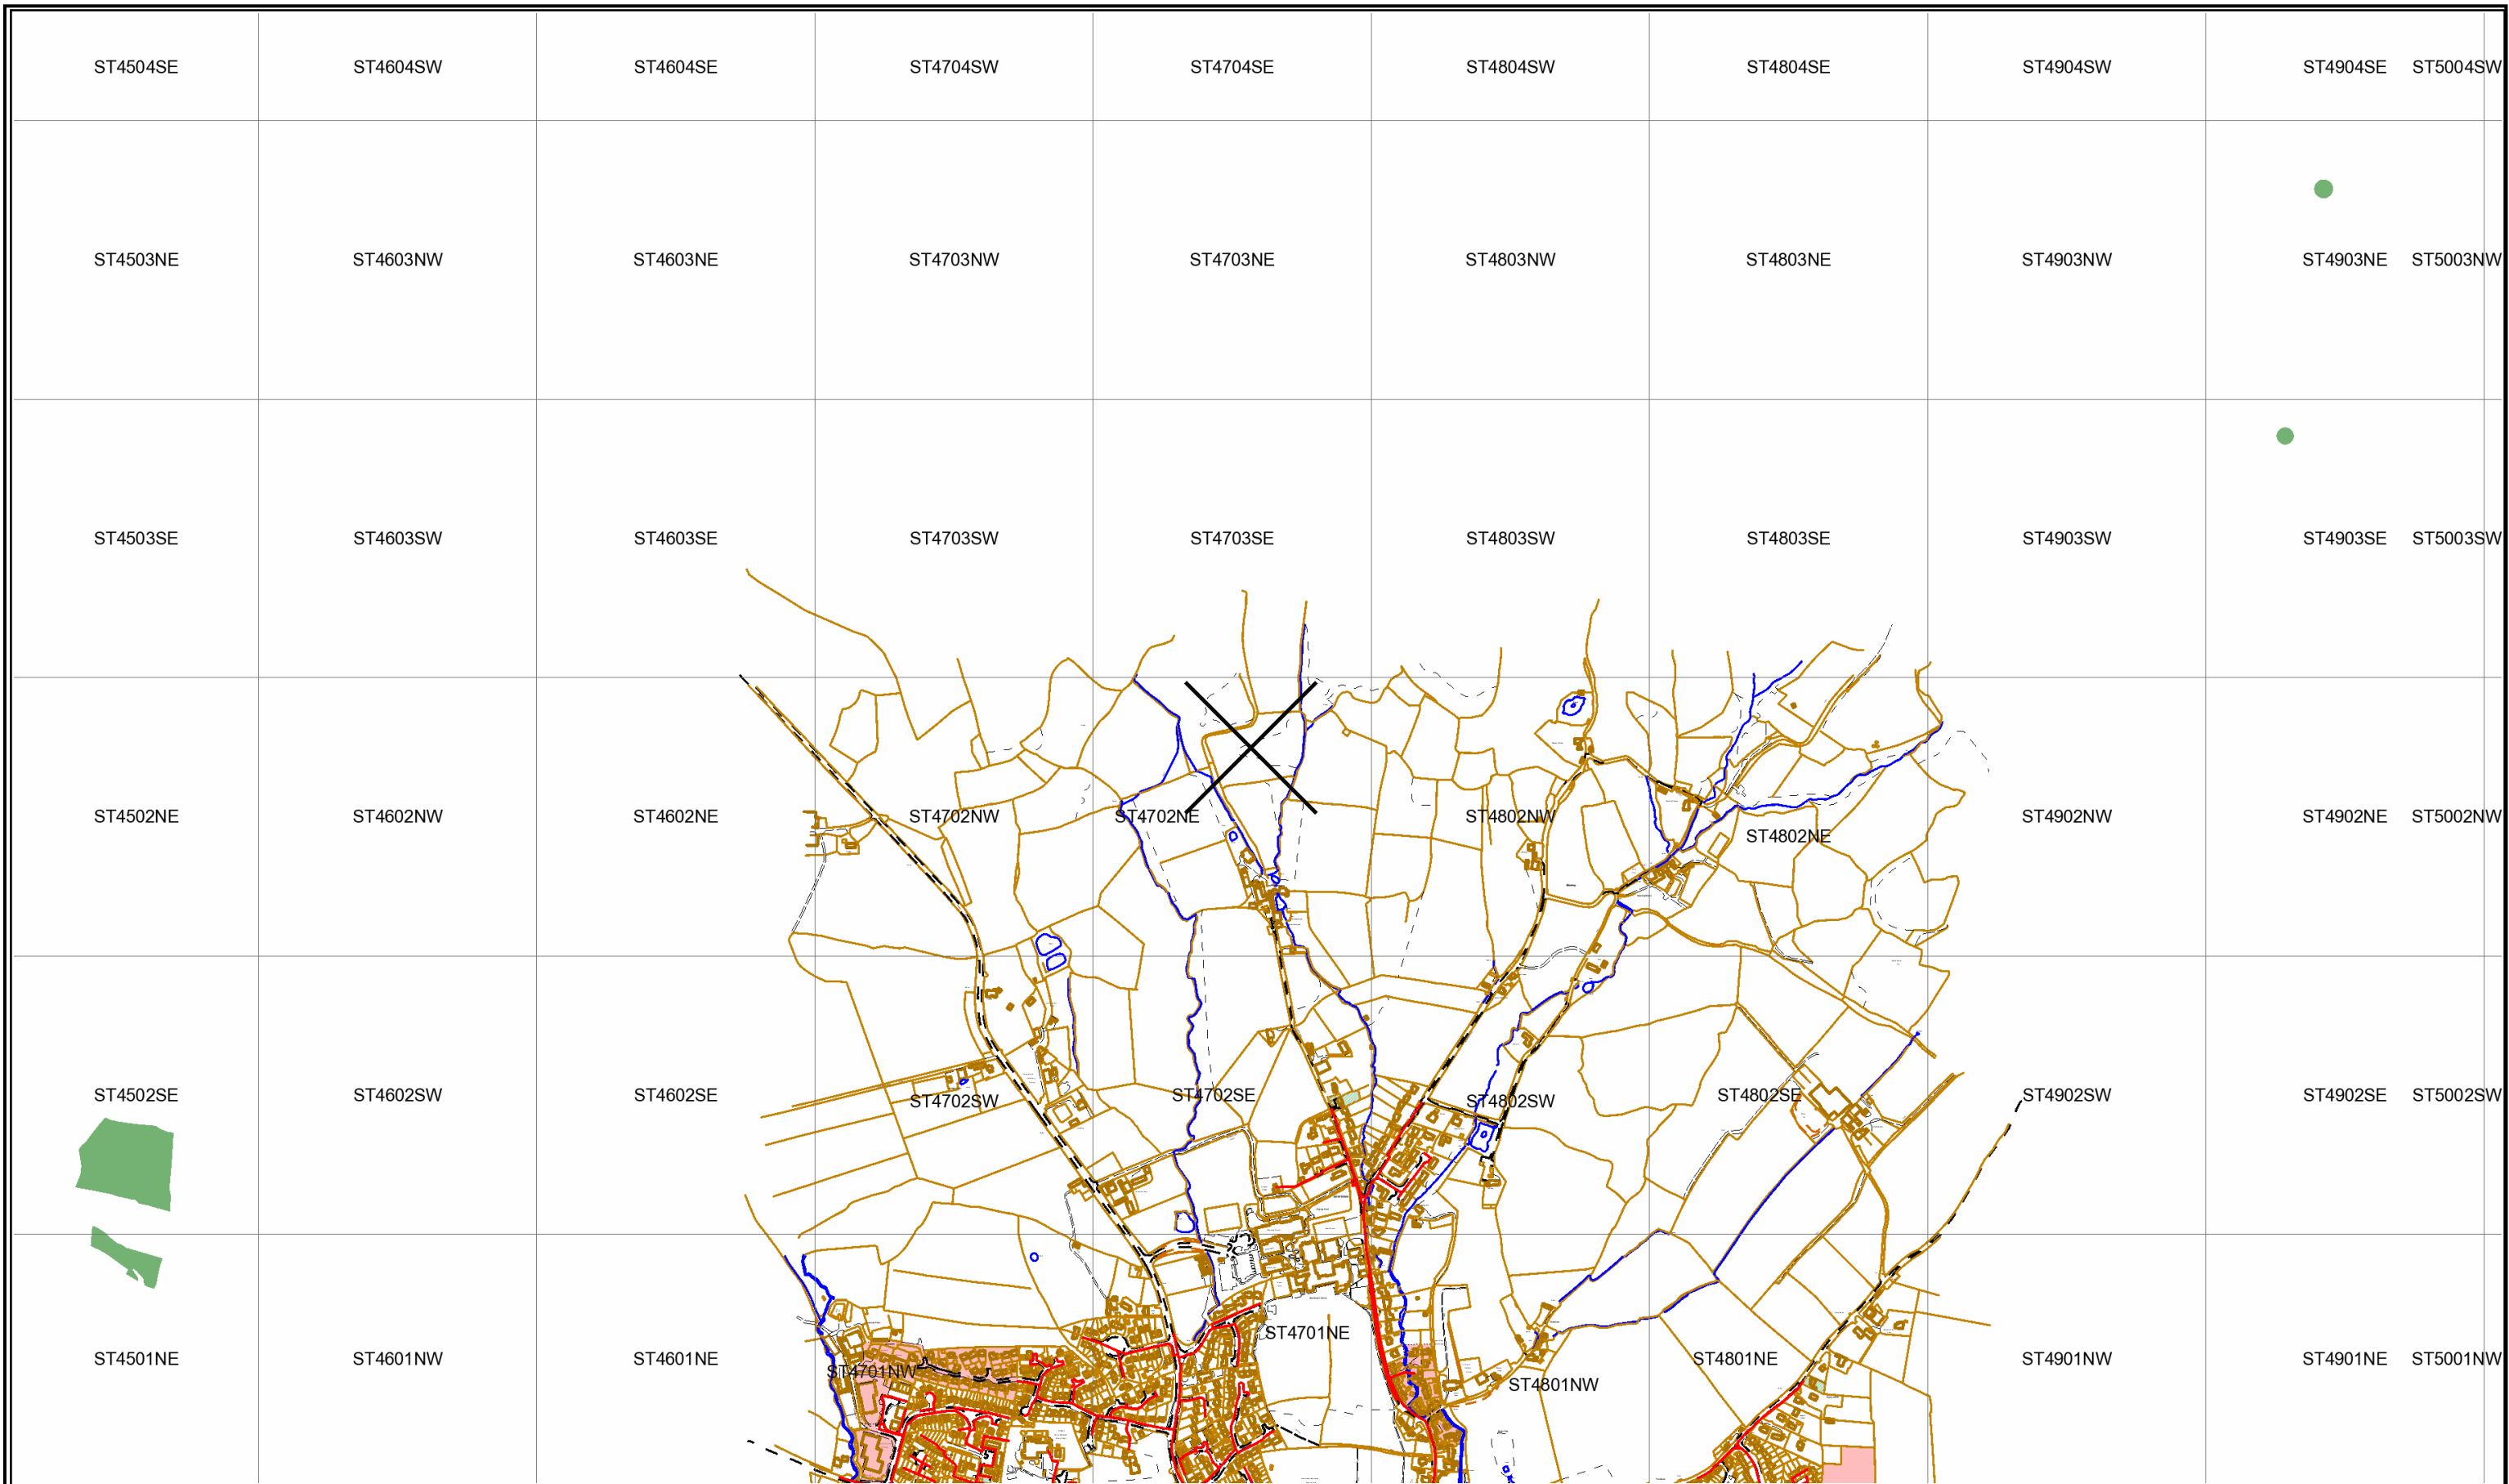 ST4504SE ST4604SW ST4604SE ST4704SW ST4704SE ST4804SW ST4804SE ST4904SW ST4904SE ST5004SW
ST4503NE ST4603NW ST4603NE ST4703NW ST4703NE ST4803NW ST4803NE ST4903NW ST4903NE ST5003NW
ST4503SE ST4603SW ST4603SE ST4703SW ST4703SE ST4803SW ST4803SE ST4903SW ST4903SE ST5003SW
ST4502NE ST4602NW ST4602NE ST4702NW ST4702NE ST4802NW ST4802NE ST4902NW ST4902NE ST5002NW
ST4502SE ST4602SW ST4602SE ST4702SW ST4702SE ST4802SW ST4802SE ST4902SW ST4902SE ST5002SW
ST4501NE ST4601NW ST4601NE ST4701NW ST4701NE ST4801NW ST4801NE ST4901NW ST4901NE ST5001NW